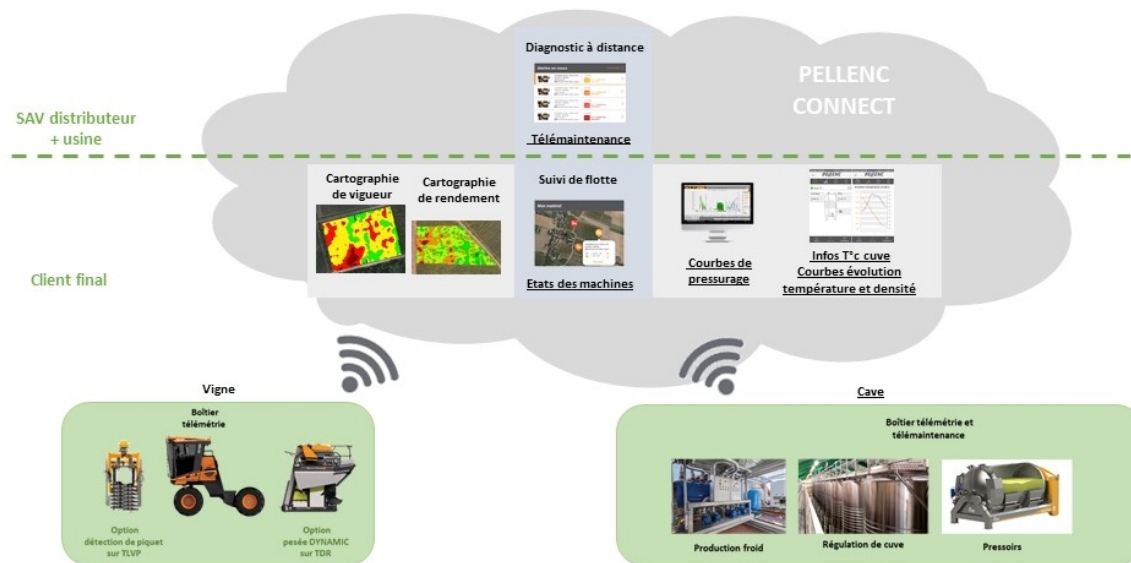 Diagnostic à distance
PELLENC
CONNECT
SAV distributeur
+ usine
Télémaintenance
Cartographie
de vigueur
Cartographie
de rendement
Suivi de flotte
PELLENC
PELLENC
Client final
Etats des machines
Courbes de
pressurage
Infos T°c cuve
Courbes évolution
température et densité
Vigne
Boîtier
télémétrie
Option
détection de piquet
sur TLVP
Option
pesée DYNAMIC
sur TDR
Cave
Boîtier télémétrie et
télémaintenance
Production froid
Régulation de cuve
Pressoirs